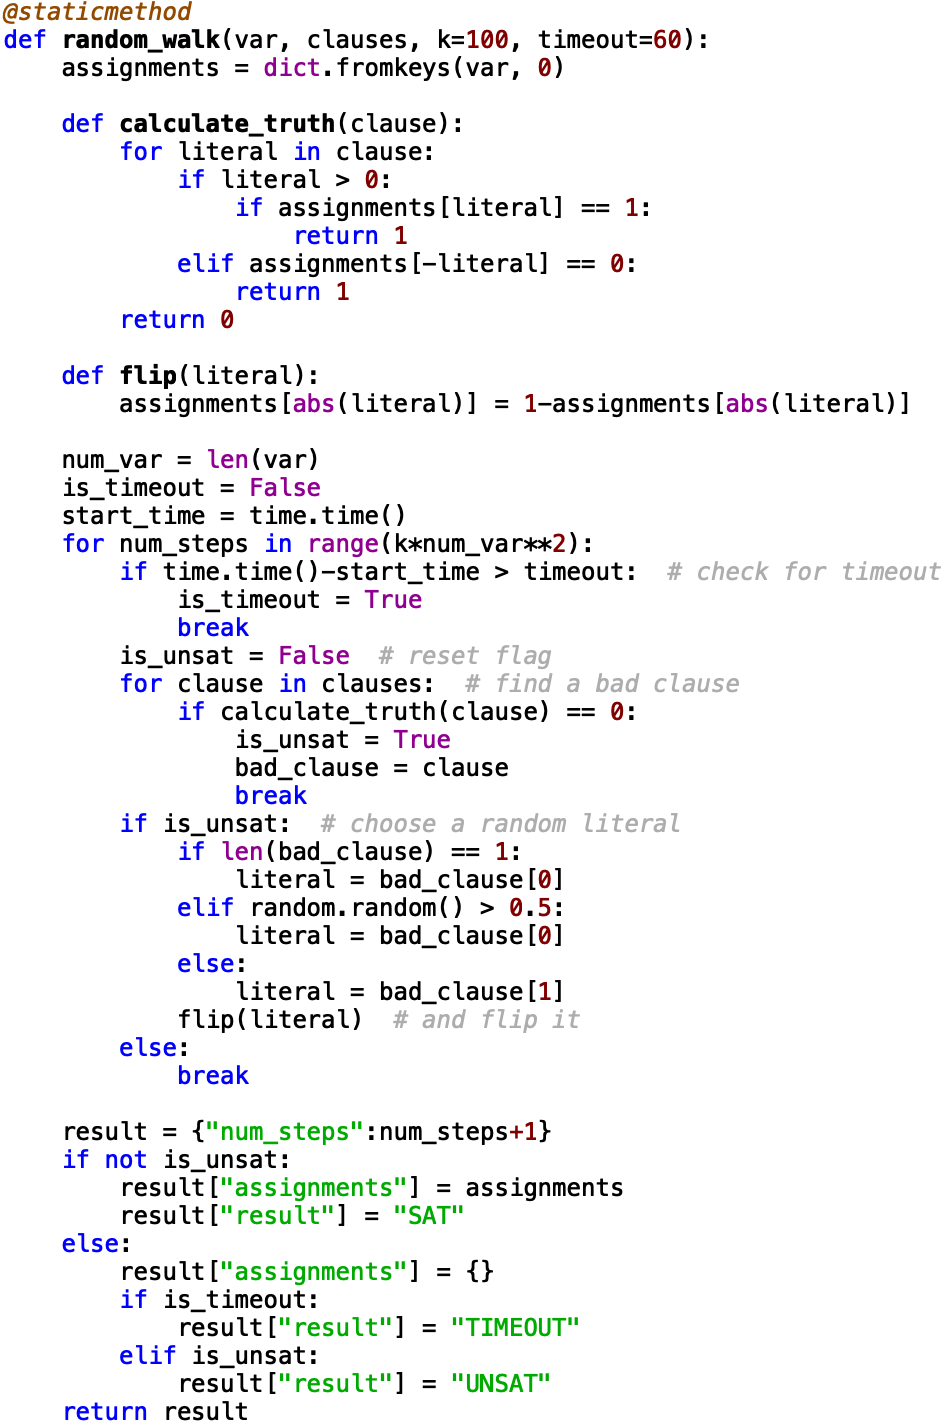 @staticmethod
def random_walk(var, clauses, k=100, timeout=60):
    assignments = dict.fromkeys(var, 0)

    def calculate_truth(clause):
        for literal in clause:
            if literal > 0:
                if assignments[literal] == 1:
                    return 1
            elif assignments[-literal] == 0:
                return 1
        return 0

    def flip(literal):
        assignments[abs(literal)] = 1-assignments[abs(literal)]

    num_var = len(var)
    is_timeout = False
    start_time = time.time()
    for num_steps in range(k*num_var**2):
        if time.time()-start_time > timeout:  # check for timeout
            is_timeout = True
            break
        is_unsat = False  # reset flag
        for clause in clauses:  # find a bad clause
            if calculate_truth(clause) == 0:
                is_unsat = True
                bad_clause = clause
                break
        if is_unsat:  # choose a random literal
            if len(bad_clause) == 1:
                literal = bad_clause[0]
            elif random.random() > 0.5:
                literal = bad_clause[0]
            else:
                literal = bad_clause[1]
            flip(literal)  # and flip it
        else:
            break

    result = {"num_steps":num_steps+1}
    if not is_unsat:
        result["assignments"] = assignments
        result["result"] = "SAT"
    else:
        result["assignments"] = {}
        if is_timeout:
            result["result"] = "TIMEOUT"
        elif is_unsat:
            result["result"] = "UNSAT"
    return result